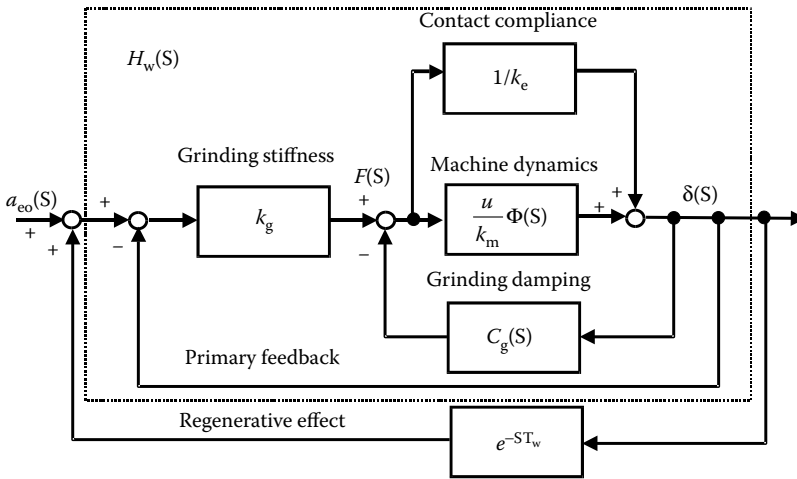 Contact compliance
H_w(S)
1/k_e
Grinding stiffness
F(S)
Machine dynamics
δ(S)
a_eo(S)
+
+
+
−
k_g
+
−
u/k_m Φ(S)
+
+
Grinding damping
C_g(S)
Primary feedback
Regenerative effect
e^−ST_w